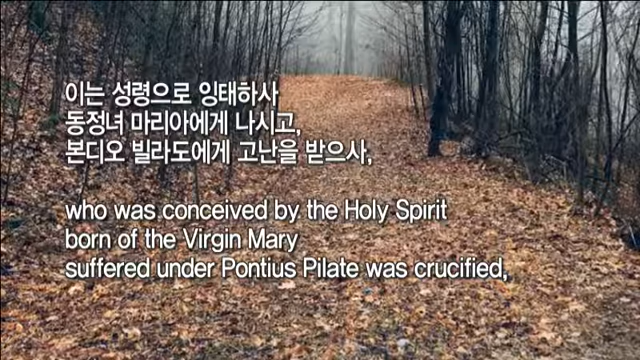 이는 성령으로 잉태하사
동정녀 마리아에게 나시고,
본디오 빌라도에게 고난을 받으사,
who was conceived by the Holy Spirit
born of the Virgin Mary
suffered under Pontius Pilate was crucified,